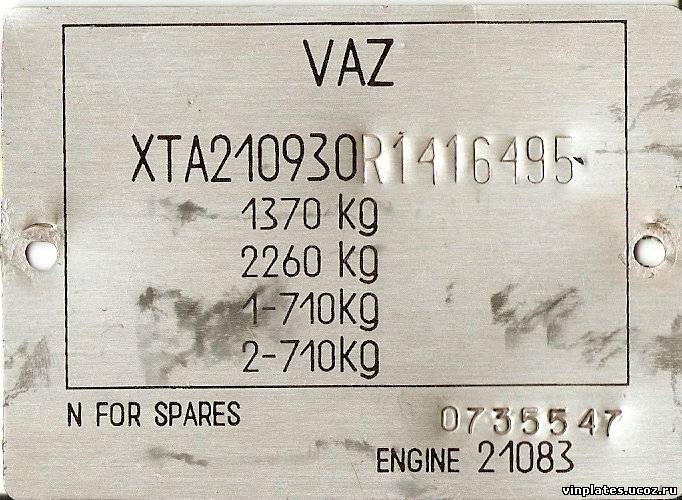 VAZ
XTA210930R1416495
1370 kg
2260 kg
1-710kg
2-710kg
N FOR SPARES 0735547
ENGINE 21083
vinplates.ucoz.ru